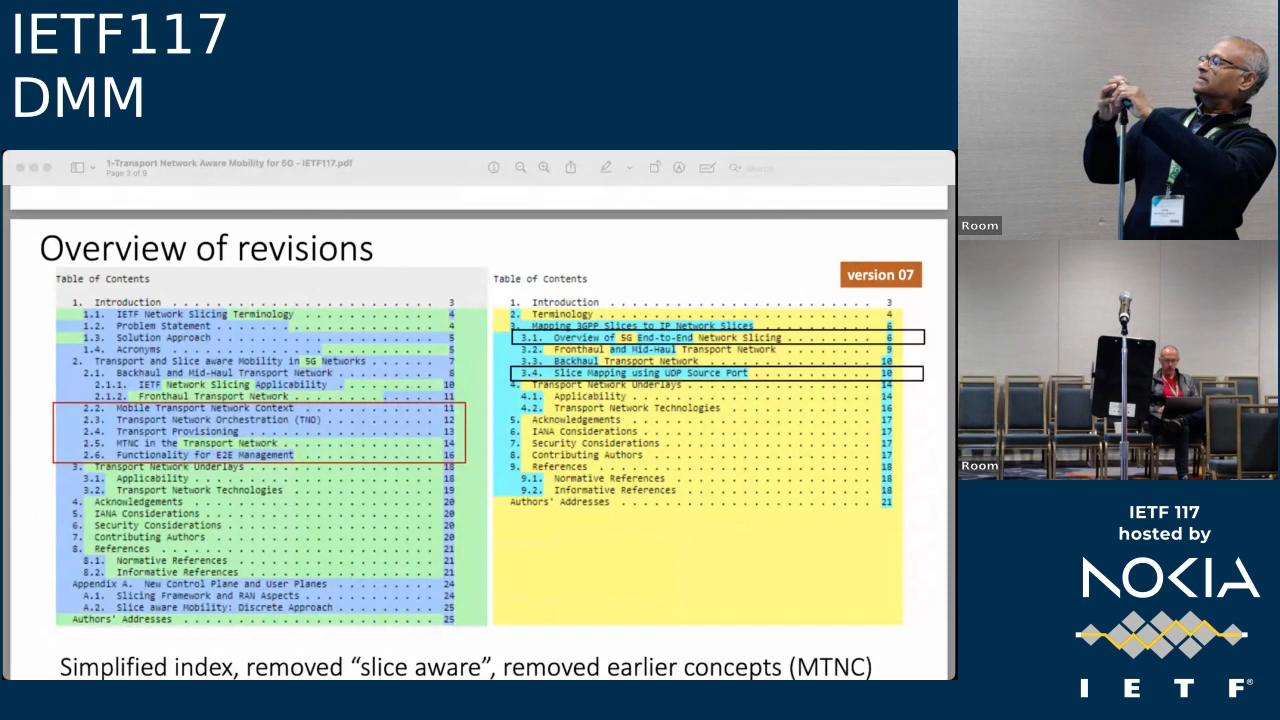 IETF117
DMM
1-Transport Network Aware Mobility for 5G - IETF117.pdf
Page 3 of 9
Search
Overview of revisions
version 07
Table of Contents
1. Introduction . . . . . . . . . . . . . . . . . . . . . . . . 3
1.1. IETF Network Slicing Terminology . . . . . . . . . . . . . 4
1.2. Problem Statement . . . . . . . . . . . . . . . . . . . . 4
1.3. Solution Approach . . . . . . . . . . . . . . . . . . . . 5
1.4. Acronyms . . . . . . . . . . . . . . . . . . . . . . . . 5
2. Transport and Slice aware Mobility in 5G Networks . . . . . . 7
2.1. Backhaul and Mid-Haul Transport Network . . . . . . . . . 8
2.1.1. IETF Network Slicing Applicability . . . . . . . . . . 10
2.1.2. Fronthaul Transport Network . . . . . . . . . . . . . 11
2.2. Mobile Transport Network Context . . . . . . . . . . . . . 11
2.3. Transport Network Orchestration (TNO) . . . . . . . . . . 12
2.4. Transport Provisioning . . . . . . . . . . . . . . . . . . 13
2.5. MTNC in the Transport Network . . . . . . . . . . . . . . 14
2.6. Functionality for E2E Management . . . . . . . . . . . . . 16
3. Transport Network Underlays . . . . . . . . . . . . . . . . . 18
3.1. Applicability . . . . . . . . . . . . . . . . . . . . . . 18
3.2. Transport Network Technologies . . . . . . . . . . . . . . 19
4. Acknowledgements . . . . . . . . . . . . . . . . . . . . . . 20
5. IANA Considerations . . . . . . . . . . . . . . . . . . . . . 20
6. Security Considerations . . . . . . . . . . . . . . . . . . . 20
7. Contributing Authors . . . . . . . . . . . . . . . . . . . . 20
8. References . . . . . . . . . . . . . . . . . . . . . . . . . 21
8.1. Normative References . . . . . . . . . . . . . . . . . . . 21
8.2. Informative References . . . . . . . . . . . . . . . . . . 21
Appendix A. New Control Plane and User Planes . . . . . . . . . . 24
A.1. Slicing Framework and RAN Aspects . . . . . . . . . . . . 24
A.2. Slice aware Mobility: Discrete Approach . . . . . . . . . 25
Authors' Addresses . . . . . . . . . . . . . . . . . . . . . . . 25
Table of Contents
1. Introduction . . . . . . . . . . . . . . . . . . . . . . . . 3
2. Terminology . . . . . . . . . . . . . . . . . . . . . . . . . 4
3. Mapping 3GPP Slices to IP Network Slices . . . . . . . . . . 6
3.1. Overview of 5G End-to-End Network Slicing . . . . . . . . 6
3.2. Fronthaul and Mid-Haul Transport Network . . . . . . . . . 9
3.3. Backhaul Transport Network . . . . . . . . . . . . . . . . 10
3.4. Slice Mapping using UDP Source Port . . . . . . . . . . . 10
4. Transport Network Underlays . . . . . . . . . . . . . . . . . 14
4.1. Applicability . . . . . . . . . . . . . . . . . . . . . . 14
4.2. Transport Network Technologies . . . . . . . . . . . . . . 16
5. Acknowledgements . . . . . . . . . . . . . . . . . . . . . . 17
6. IANA Considerations . . . . . . . . . . . . . . . . . . . . . 17
7. Security Considerations . . . . . . . . . . . . . . . . . . . 17
8. Contributing Authors . . . . . . . . . . . . . . . . . . . . 17
9. References . . . . . . . . . . . . . . . . . . . . . . . . . 18
9.1. Normative References . . . . . . . . . . . . . . . . . . . 18
9.2. Informative References . . . . . . . . . . . . . . . . . . 18
Authors' Addresses . . . . . . . . . . . . . . . . . . . . . . . 21
Simplified index, removed “slice aware”, removed earlier concepts (MTNC)
Room
Room
IETF 117
hosted by
NOKIA
I E T F®